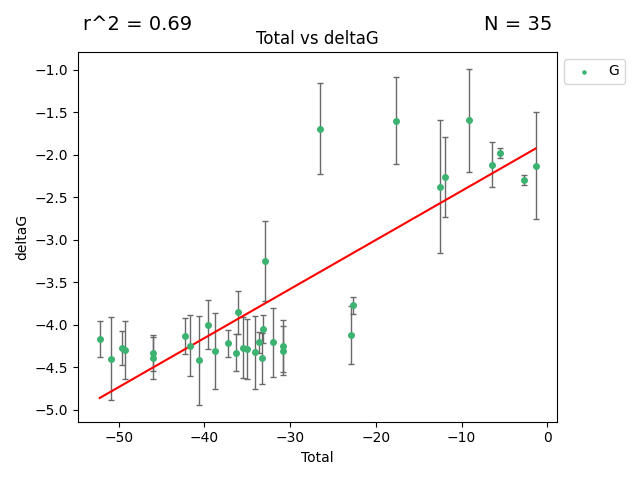 r^2 = 0.69 N = 35
Total vs deltaG
G
−1.0
−1.5
−2.0
−2.5
−3.0
−3.5
−4.0
−4.5
−5.0
deltaG
−50 −40 −30 −20 −10 0
Total